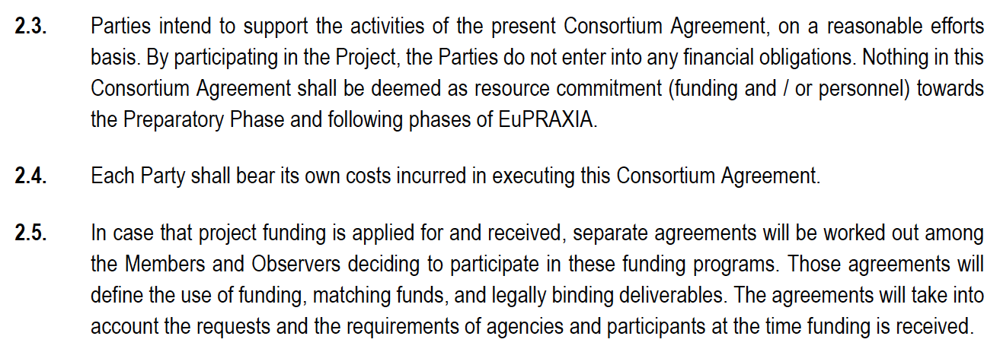 2.3. Parties intend to support the activities of the present Consortium Agreement, on a reasonable efforts
basis. By participating in the Project, the Parties do not enter into any financial obligations. Nothing in this
Consortium Agreement shall be deemed as resource commitment (funding and / or personnel) towards
the Preparatory Phase and following phases of EuPRAXIA.
2.4. Each Party shall bear its own costs incurred in executing this Consortium Agreement.
2.5. In case that project funding is applied for and received, separate agreements will be worked out among
the Members and Observers deciding to participate in these funding programs. Those agreements will
define the use of funding, matching funds, and legally binding deliverables. The agreements will take into
account the requests and the requirements of agencies and participants at the time funding is received.